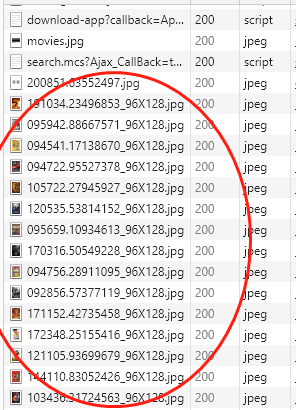 download-app?callback=Ap... 200 script
movies.jpg 200 jpeg
search.mcs?Ajax_CallBack=t... 200 script
200851.63552497.jpg 200 jpeg
191034.23496853_96X128.jpg 200 jpeg
095942.88667571_96X128.jpg 200 jpeg
094541.17138670_96X128.jpg 200 jpeg
094722.95527378_96X128.jpg 200 jpeg
105722.27945927_96X128.jpg 200 jpeg
120535.53814152_96X128.jpg 200 jpeg
095659.10934613_96X128.jpg 200 jpeg
170316.50549228_96X128.jpg 200 jpeg
094756.28911095_96X128.jpg 200 jpeg
092856.57377119_96X128.jpg 200 jpeg
171152.42735458_96X128.jpg 200 jpeg
172348.25155416_96X128.jpg 200 jpeg
121105.93699679_96X128.jpg 200 jpeg
144110.83052426_96X128.jpg 200 jpeg
103436.31724563_96X128.jpg 200 jpeg